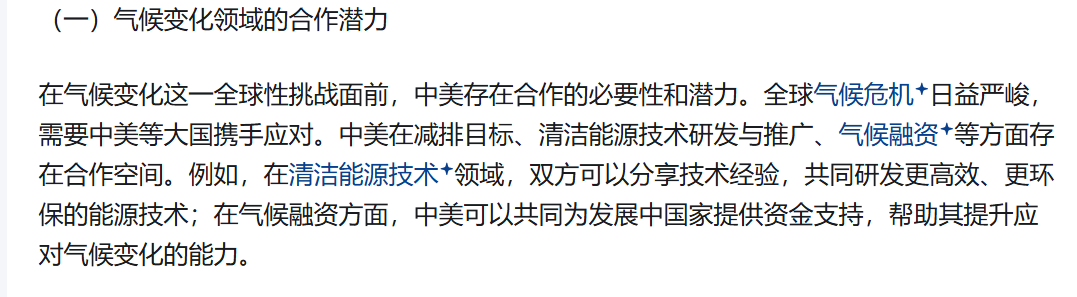 （一）气候变化领域的合作潜力
在气候变化这一全球性挑战面前，中美存在合作的必要性和潜力。全球气候危机日益严峻，
需要中美等大国携手应对。中美在减排目标、清洁能源技术研发与推广、气候融资等方面存
在合作空间。例如，在清洁能源技术领域，双方可以分享技术经验，共同研发更高效、更环
保的能源技术；在气候融资方面，中美可以共同为发展中国家提供资金支持，帮助其提升应
对气候变化的能力。